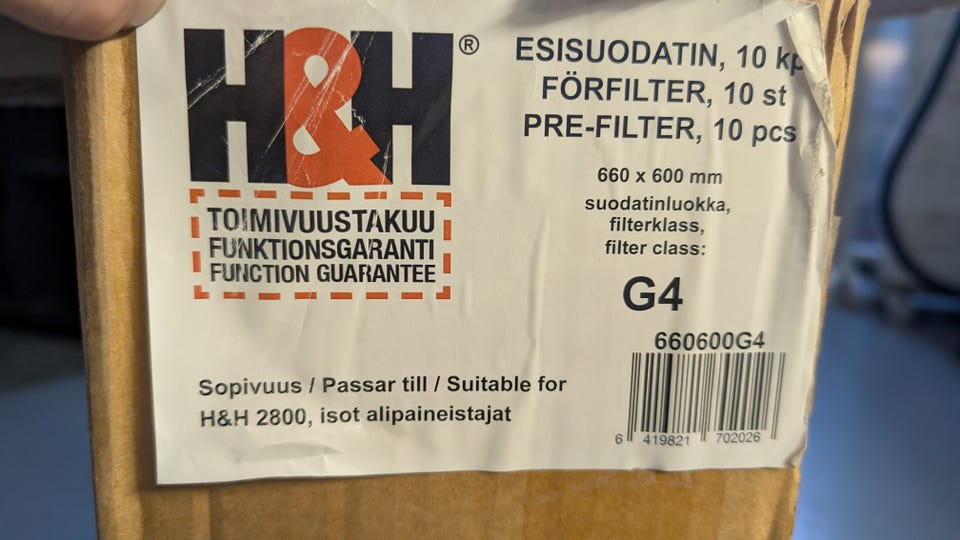 H&H®
TOIMIVUUSTAKUU
FUNKTIONSGARANTI
FUNCTION GUARANTEE
ESISUODATIN, 10 kp
FÖRFILTER, 10 st
PRE-FILTER, 10 pcs
660 x 600 mm
suodatinluokka,
filterklass,
filter class:
G4
660600G4
6 419821 702026
Sopivuus / Passar till / Suitable for
H&H 2800, isot alipaineistajat